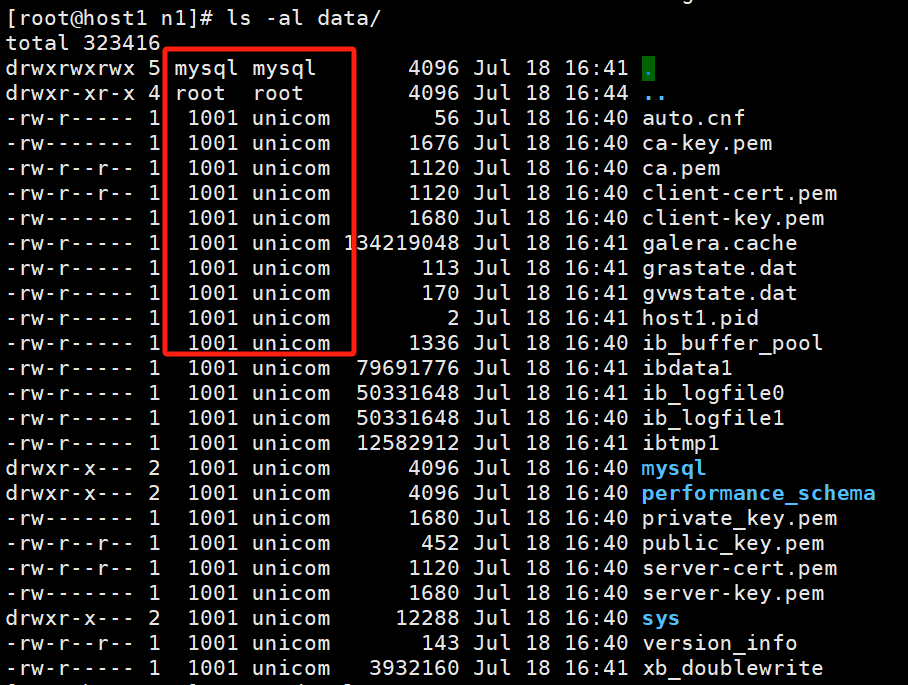 [root@host1 n1]# ls -al data/
total 323416
drwxrwxrwx 5 mysql mysql      4096 Jul 18 16:41 .
drwxr-xr-x 4 root  root       4096 Jul 18 16:44 ..
-rw-r----- 1  1001 unicom        56 Jul 18 16:40 auto.cnf
-rw------- 1  1001 unicom      1676 Jul 18 16:40 ca-key.pem
-rw-r--r-- 1  1001 unicom      1120 Jul 18 16:40 ca.pem
-rw-r--r-- 1  1001 unicom      1120 Jul 18 16:40 client-cert.pem
-rw------- 1  1001 unicom      1680 Jul 18 16:40 client-key.pem
-rw-r----- 1  1001 unicom 134219048 Jul 18 16:41 galera.cache
-rw-r----- 1  1001 unicom       113 Jul 18 16:41 grastate.dat
-rw-r----- 1  1001 unicom       170 Jul 18 16:41 gvwstate.dat
-rw-r----- 1  1001 unicom         2 Jul 18 16:41 host1.pid
-rw-r----- 1  1001 unicom      1336 Jul 18 16:40 ib_buffer_pool
-rw-r----- 1  1001 unicom  79691776 Jul 18 16:41 ibdata1
-rw-r----- 1  1001 unicom  50331648 Jul 18 16:41 ib_logfile0
-rw-r----- 1  1001 unicom  50331648 Jul 18 16:40 ib_logfile1
-rw-r----- 1  1001 unicom  12582912 Jul 18 16:41 ibtmp1
drwxr-x--- 2  1001 unicom      4096 Jul 18 16:40 mysql
drwxr-x--- 2  1001 unicom      4096 Jul 18 16:40 performance_schema
-rw------- 1  1001 unicom      1680 Jul 18 16:40 private_key.pem
-rw-r--r-- 1  1001 unicom       452 Jul 18 16:40 public_key.pem
-rw-r--r-- 1  1001 unicom      1120 Jul 18 16:40 server-cert.pem
-rw------- 1  1001 unicom      1680 Jul 18 16:40 server-key.pem
drwxr-x--- 2  1001 unicom     12288 Jul 18 16:40 sys
-rw-r--r-- 1  1001 unicom       143 Jul 18 16:40 version_info
-rw-r----- 1  1001 unicom   3932160 Jul 18 16:41 xb_doublewrite